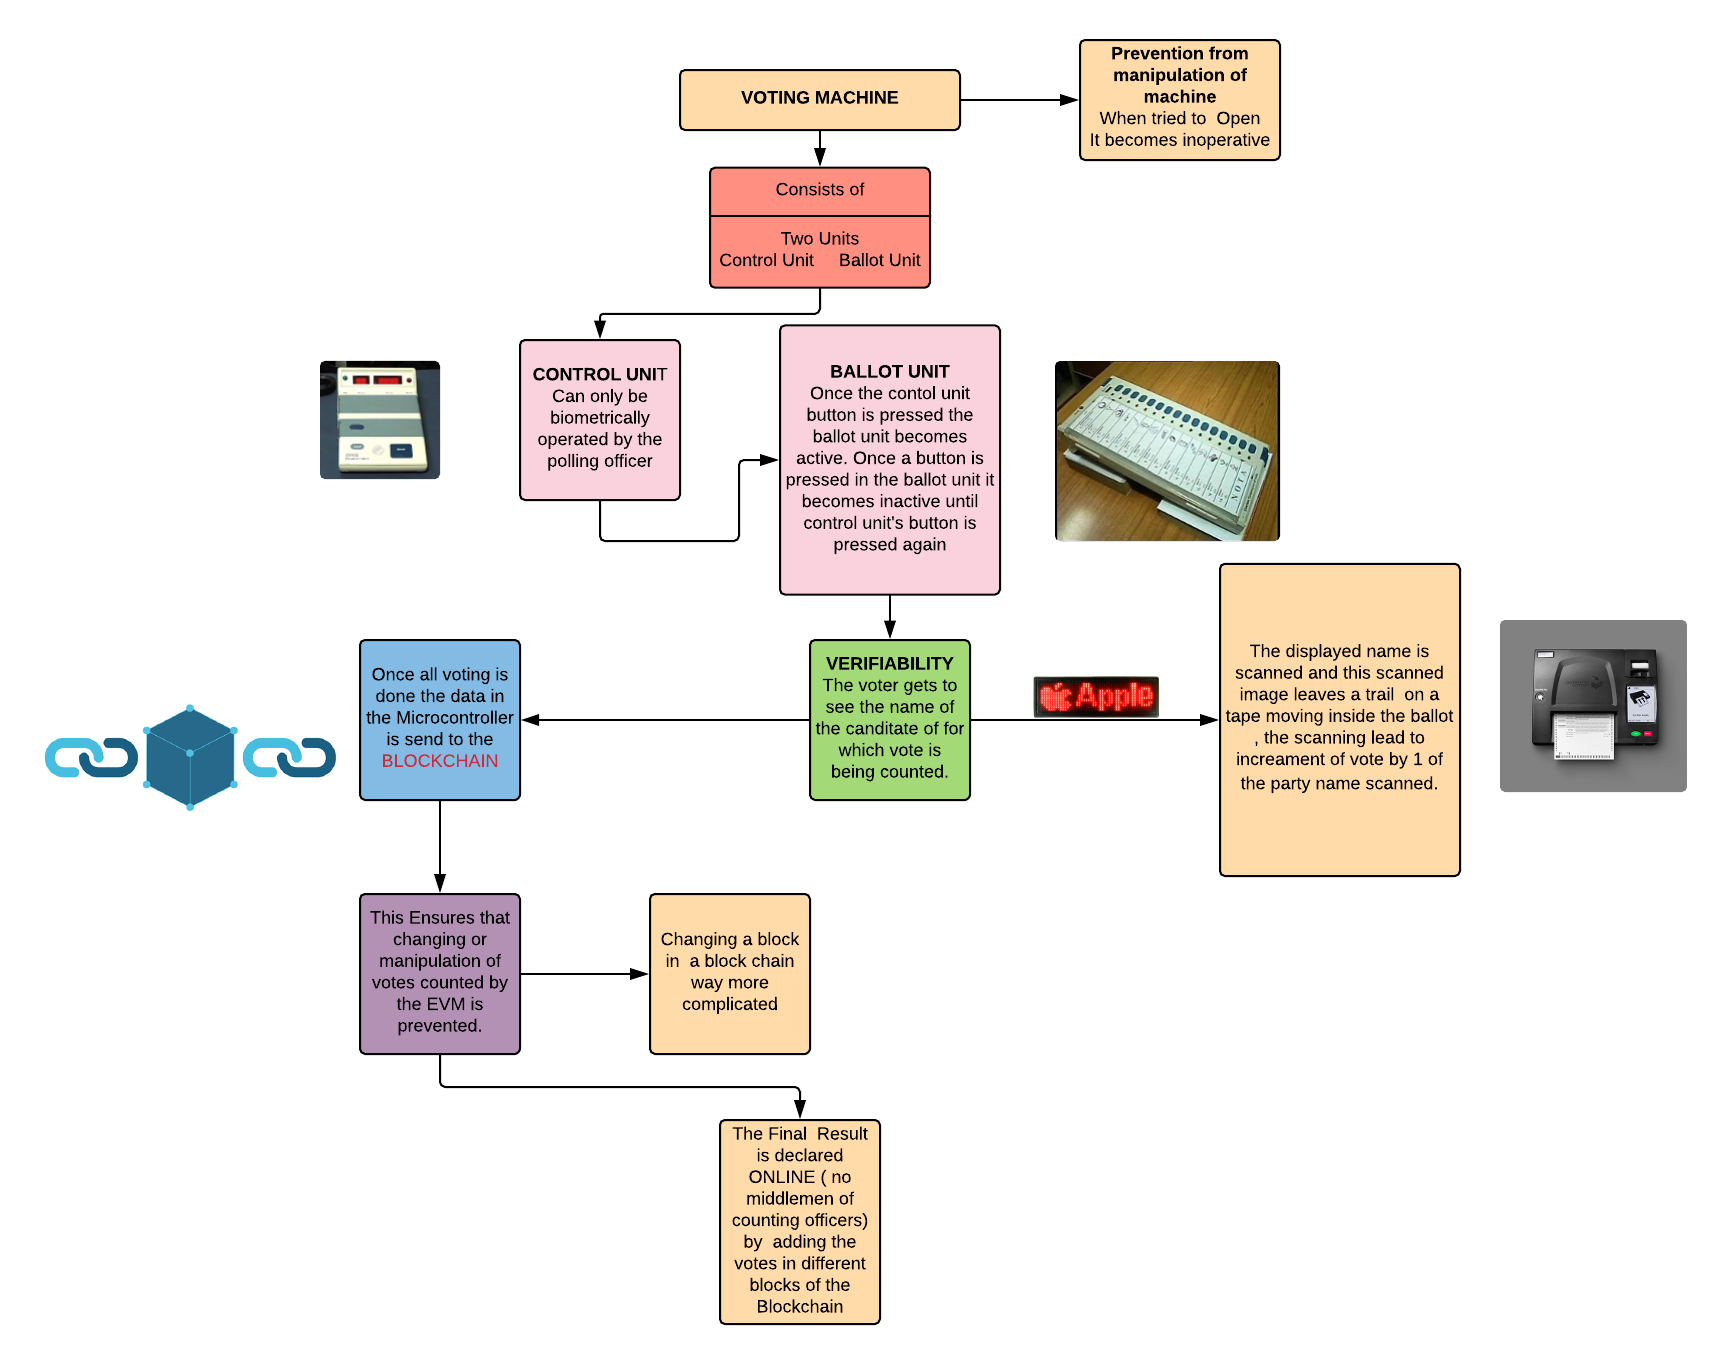 VOTING MACHINE
Prevention from
manipulation of
machine
When tried to  Open
It becomes inoperative
Consists of
Two Units
Control Unit     Ballot Unit
CONTROL UNIT
Can only be
biometrically
operated by the
polling officer
BALLOT UNIT
Once the contol unit
button is pressed the
ballot unit becomes
active. Once a button is
pressed in the ballot unit it
becomes inactive until
control unit's button is
pressed again
NOTA
Once all voting is
done the data in
the Microcontroller
is send to the
BLOCKCHAIN
VERIFIABILITY
The voter gets to
see the name of
the canditate of for
which vote is
being counted.
Apple
The displayed name is
scanned and this scanned
image leaves a trail  on a
tape moving inside the ballot
, the scanning lead to
increament of vote by 1 of
the party name scanned.
This Ensures that
changing or
manipulation of
votes counted by
the EVM is
prevented.
Changing a block
in  a block chain
way more
complicated
The Final  Result
is declared
ONLINE ( no
middlemen of
counting officers)
by  adding the
votes in different
blocks of the
Blockchain